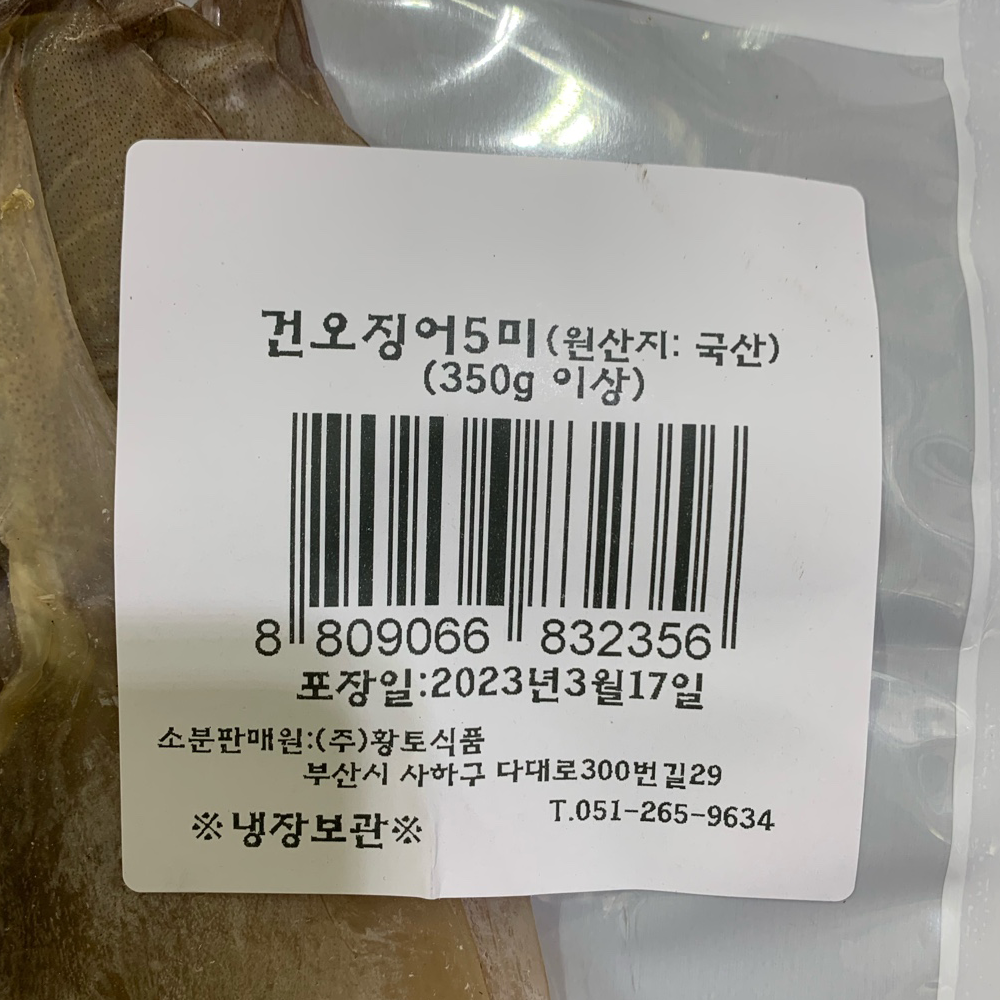 건오징어5미(원산지: 국산)
(350g 이상)
8 809066 832356
포장일:2023년3월17일
소분판매원:(주)황토식품
부산시 사하구 다대로300번길29
T.051-265-9634
※냉장보관※